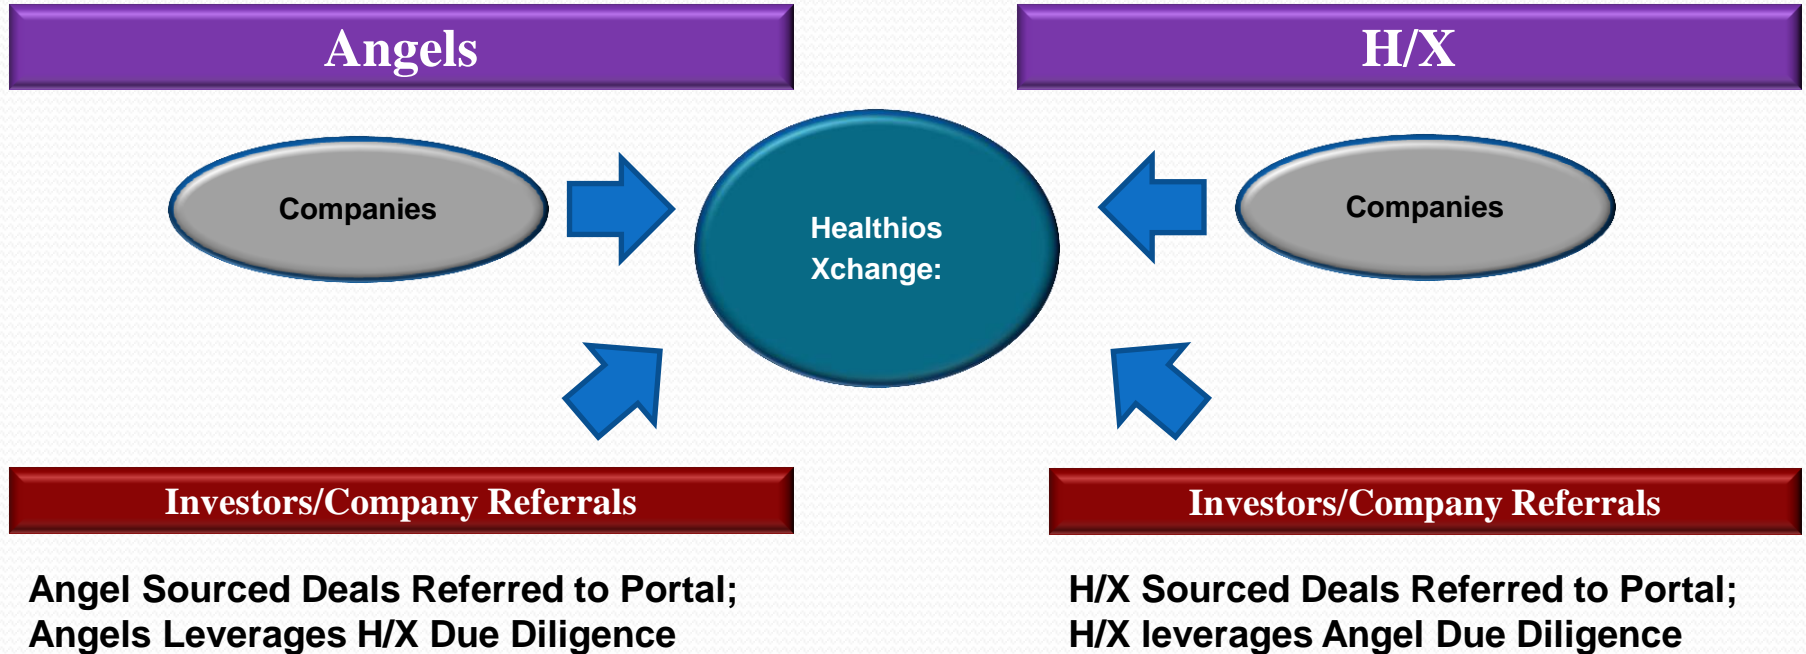 Angels
H/X
Companies
Healthios
Xchange:
Companies
Investors/Company Referrals
Investors/Company Referrals
Angel Sourced Deals Referred to Portal;
Angels Leverages H/X Due Diligence
H/X Sourced Deals Referred to Portal;
H/X leverages Angel Due Diligence